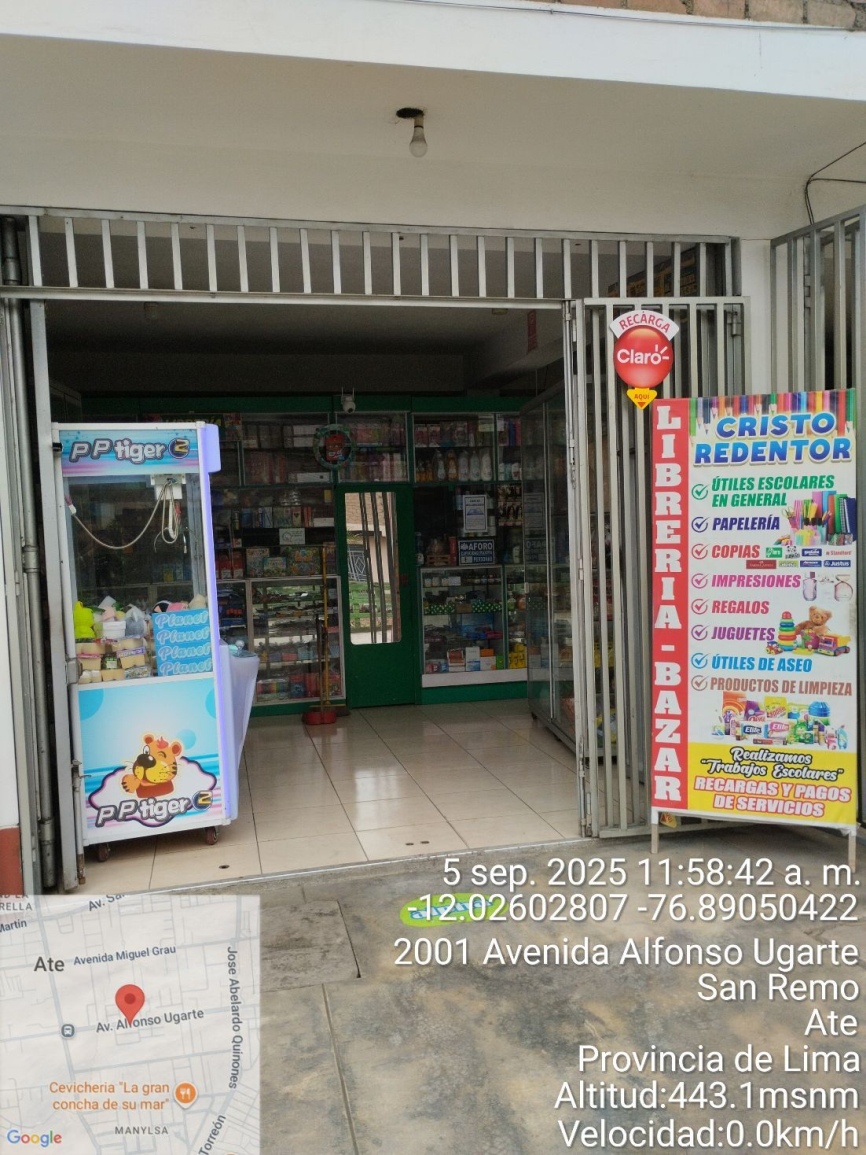 RECARGA
Claro
AQUÍ
PP tiger 2
Planet
Planet
Planet
Planet
PP tiger 2
AFORO
LIBRERIA - BAZAR
CRISTO
REDENTOR
ÚTILES ESCOLARES
EN GENERAL
PAPELERÍA
COPIAS
IMPRESIONES
REGALOS
JUGUETES
ÚTILES DE ASEO
PRODUCTOS DE LIMPIEZA
Elite
Realizamos
"Trabajos Escolares"
RECARGAS Y PAGOS
DE SERVICIOS
5 sep. 2025 11:58:42 a. m.
-12.02602807 -76.89050422
2001 Avenida Alfonso Ugarte
San Remo
Ate
Provincia de Lima
Altitud:443.1msnm
Velocidad:0.0km/h
Ate
Avenida Miguel Grau
Av. Alfonso Ugarte
Jose Abelardo Quiñones
Cevicheria "La gran
concha de su mar"
MANYLSA
Torreón
Google